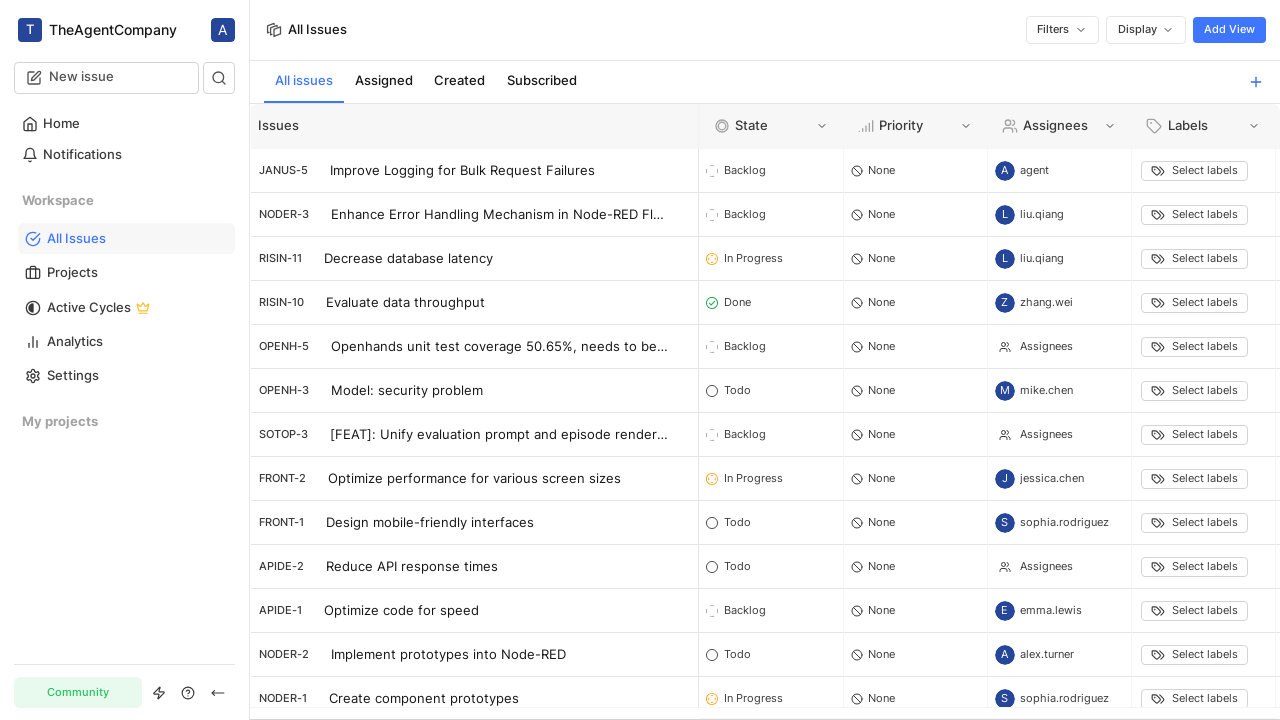 T TheAgentCompany A
New issue
Home
Notifications
Workspace
All Issues
Projects
Active Cycles
Analytics
Settings
My projects
Community
All Issues Filters Display Add View
All issues Assigned Created Subscribed
Issues State Priority Assignees Labels
JANUS-5 Improve Logging for Bulk Request Failures Backlog None A agent Select labels
NODER-3 Enhance Error Handling Mechanism in Node-RED Fl... Backlog None L liu.qiang Select labels
RISIN-11 Decrease database latency In Progress None L liu.qiang Select labels
RISIN-10 Evaluate data throughput Done None Z zhang.wei Select labels
OPENH-5 Openhands unit test coverage 50.65%, needs to be... Backlog None Assignees Select labels
OPENH-3 Model: security problem Todo None M mike.chen Select labels
SOTOP-3 [FEAT]: Unify evaluation prompt and episode render... Backlog None Assignees Select labels
FRONT-2 Optimize performance for various screen sizes In Progress None J jessica.chen Select labels
FRONT-1 Design mobile-friendly interfaces Todo None S sophia.rodriguez Select labels
APIDE-2 Reduce API response times Todo None Assignees Select labels
APIDE-1 Optimize code for speed Backlog None E emma.lewis Select labels
NODER-2 Implement prototypes into Node-RED Todo None A alex.turner Select labels
NODER-1 Create component prototypes In Progress None S sophia.rodriguez Select labels